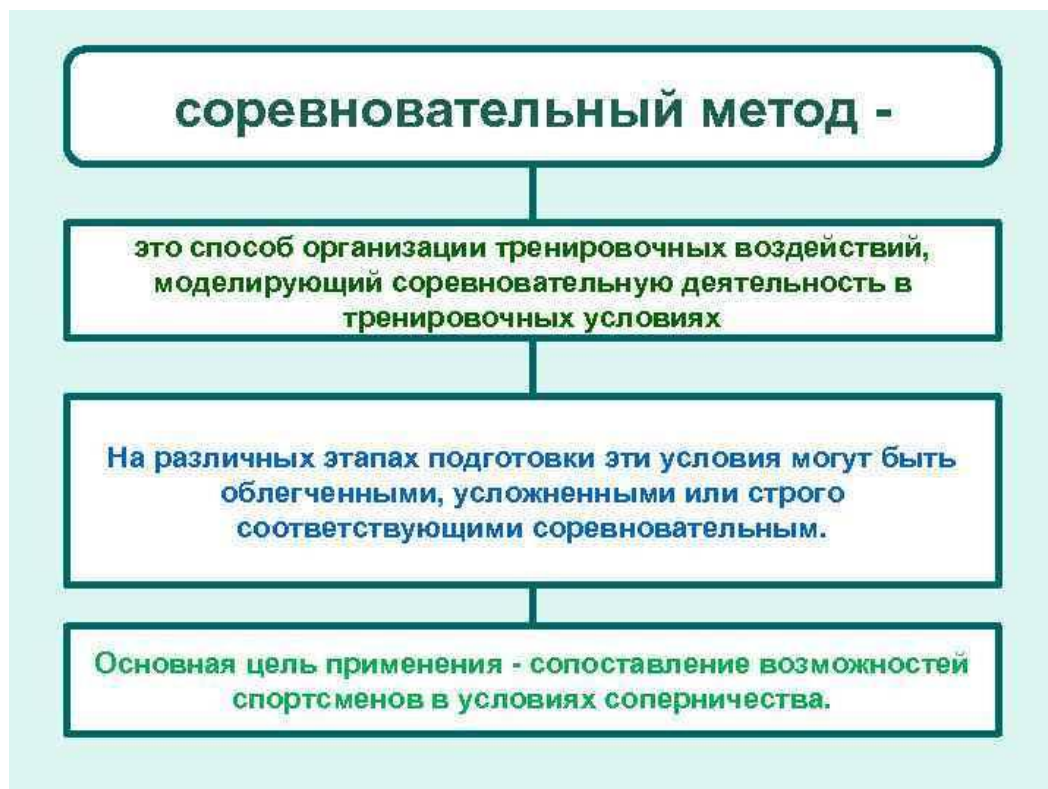 соревновательный метод -
это способ организации тренировочных воздействий,
моделирующий соревновательную деятельность в
тренировочных условиях
На различных этапах подготовки эти условия могут быть
облегченными, усложненными или строго
соответствующими соревновательным.
Основная цель применения - сопоставление возможностей
спортсменов в условиях соперничества.